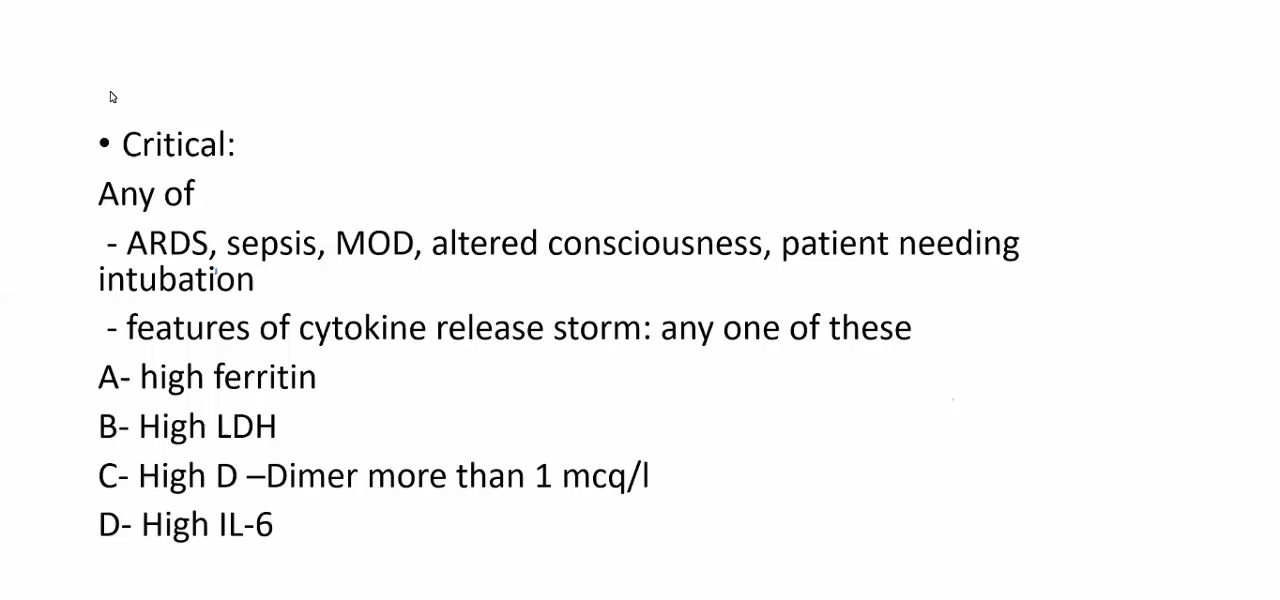 • Critical:
Any of
- ARDS, sepsis, MOD, altered consciousness, patient needing
intubation
- features of cytokine release storm: any one of these
A- high ferritin
B- High LDH
C- High D –Dimer more than 1 mcq/l
D- High IL-6